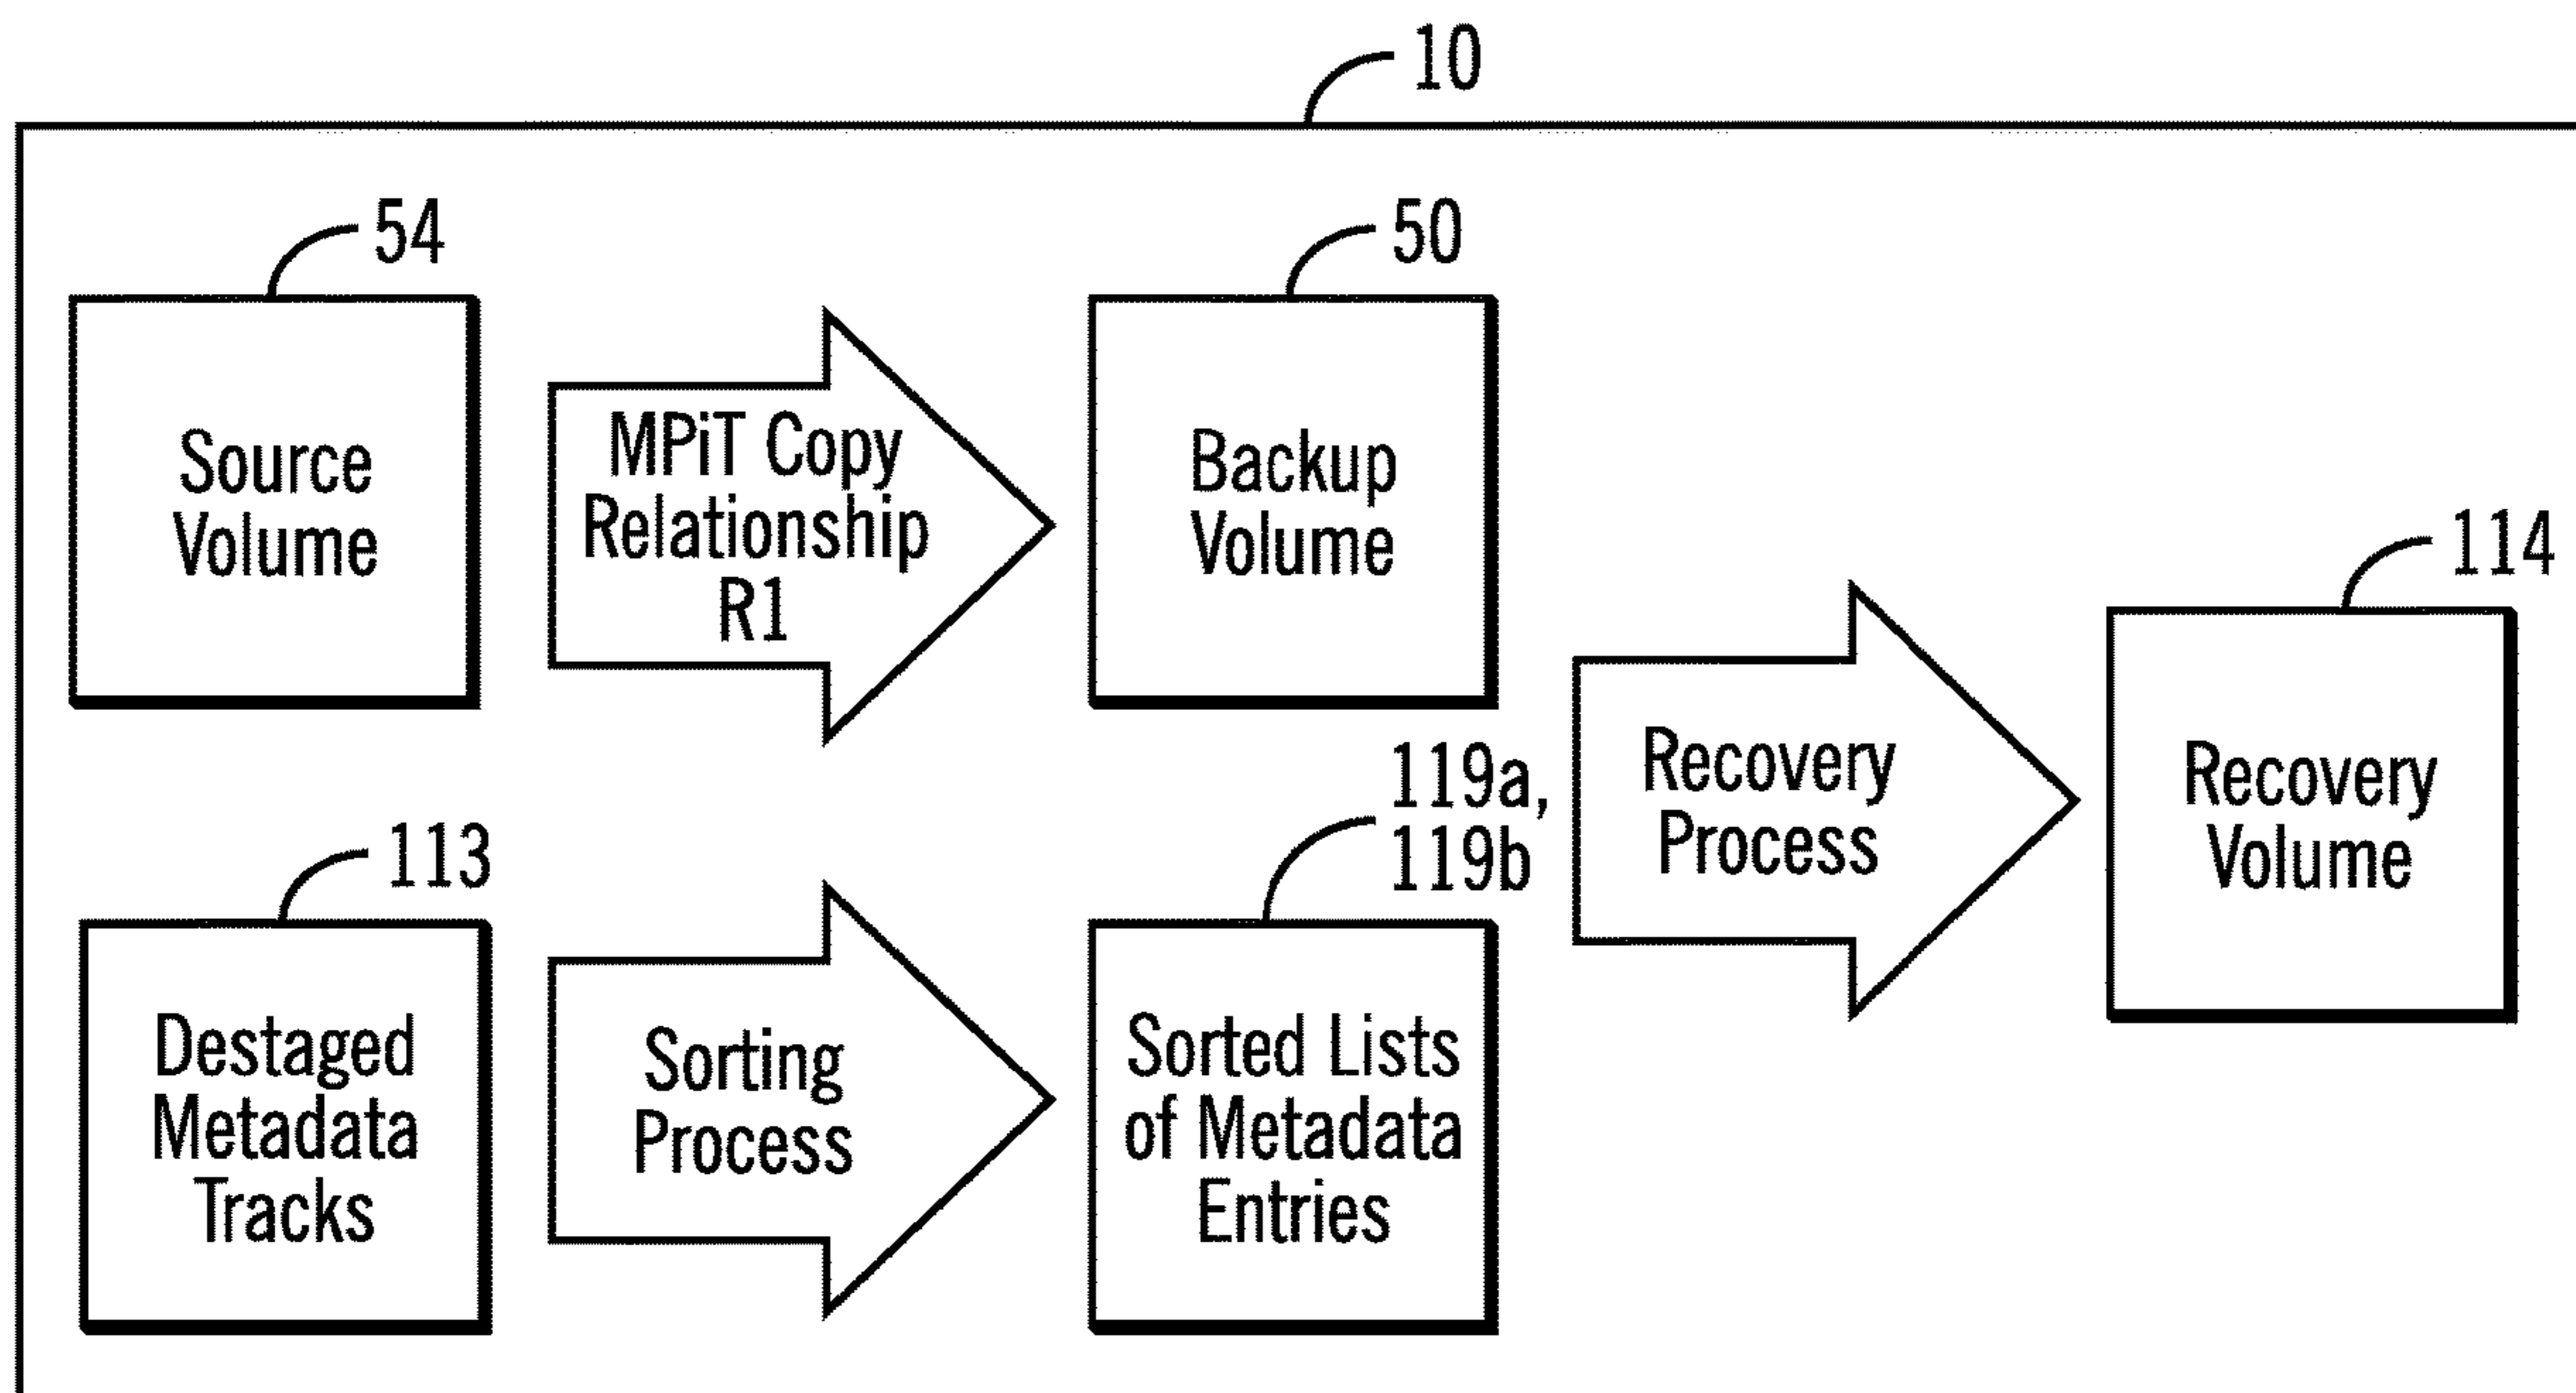 10
54
50
Source
Volume
MPiT Copy
Relationship
R1
Backup
Volume
114
Recovery
Process
Recovery
Volume
113
119a,
119b
Destaged
Metadata
Tracks
Sorting
Process
Sorted Lists
of Metadata
Entries